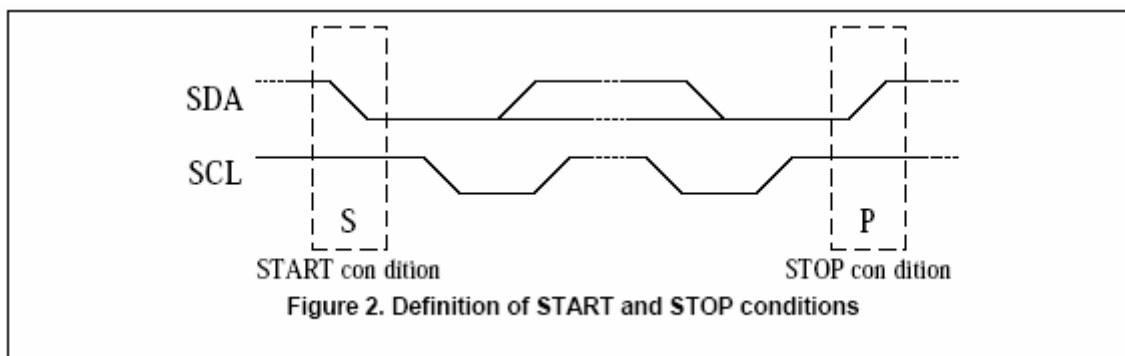 SDA
SCL
S
P
START con dition
STOP con dition
Figure 2. Definition of START and STOP conditions